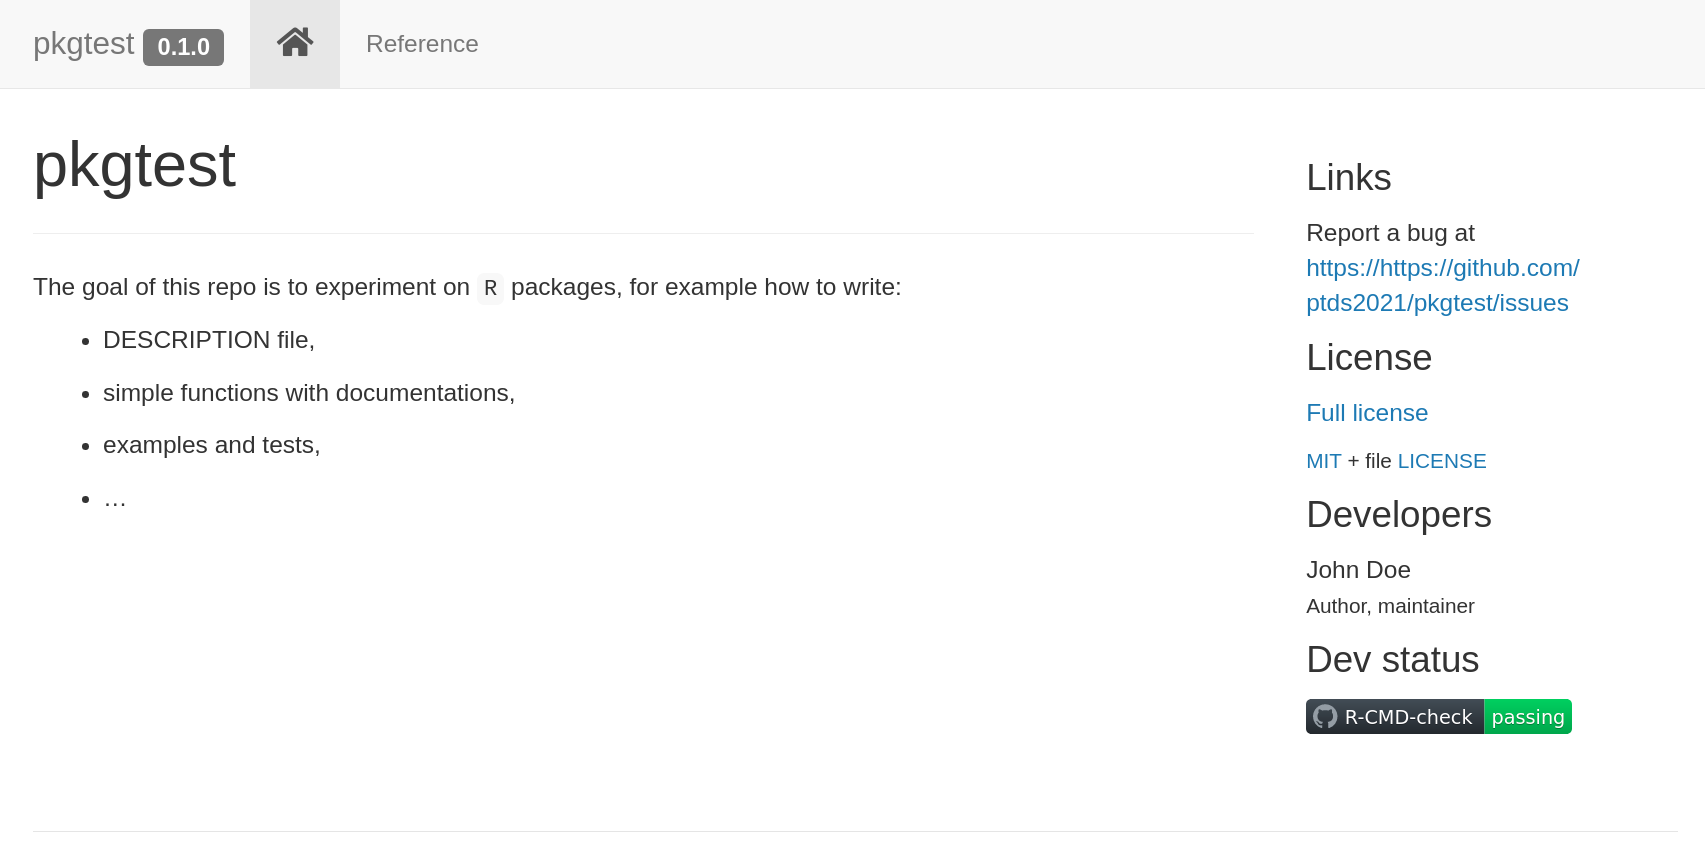 pkgtest 0.1.0 Reference
pkgtest
The goal of this repo is to experiment on R packages, for example how to write:
• DESCRIPTION file,
• simple functions with documentations,
• examples and tests,
• …
Links
Report a bug at
https://https://github.com/
ptds2021/pkgtest/issues
License
Full license
MIT + file LICENSE
Developers
John Doe
Author, maintainer
Dev status
R-CMD-check passing